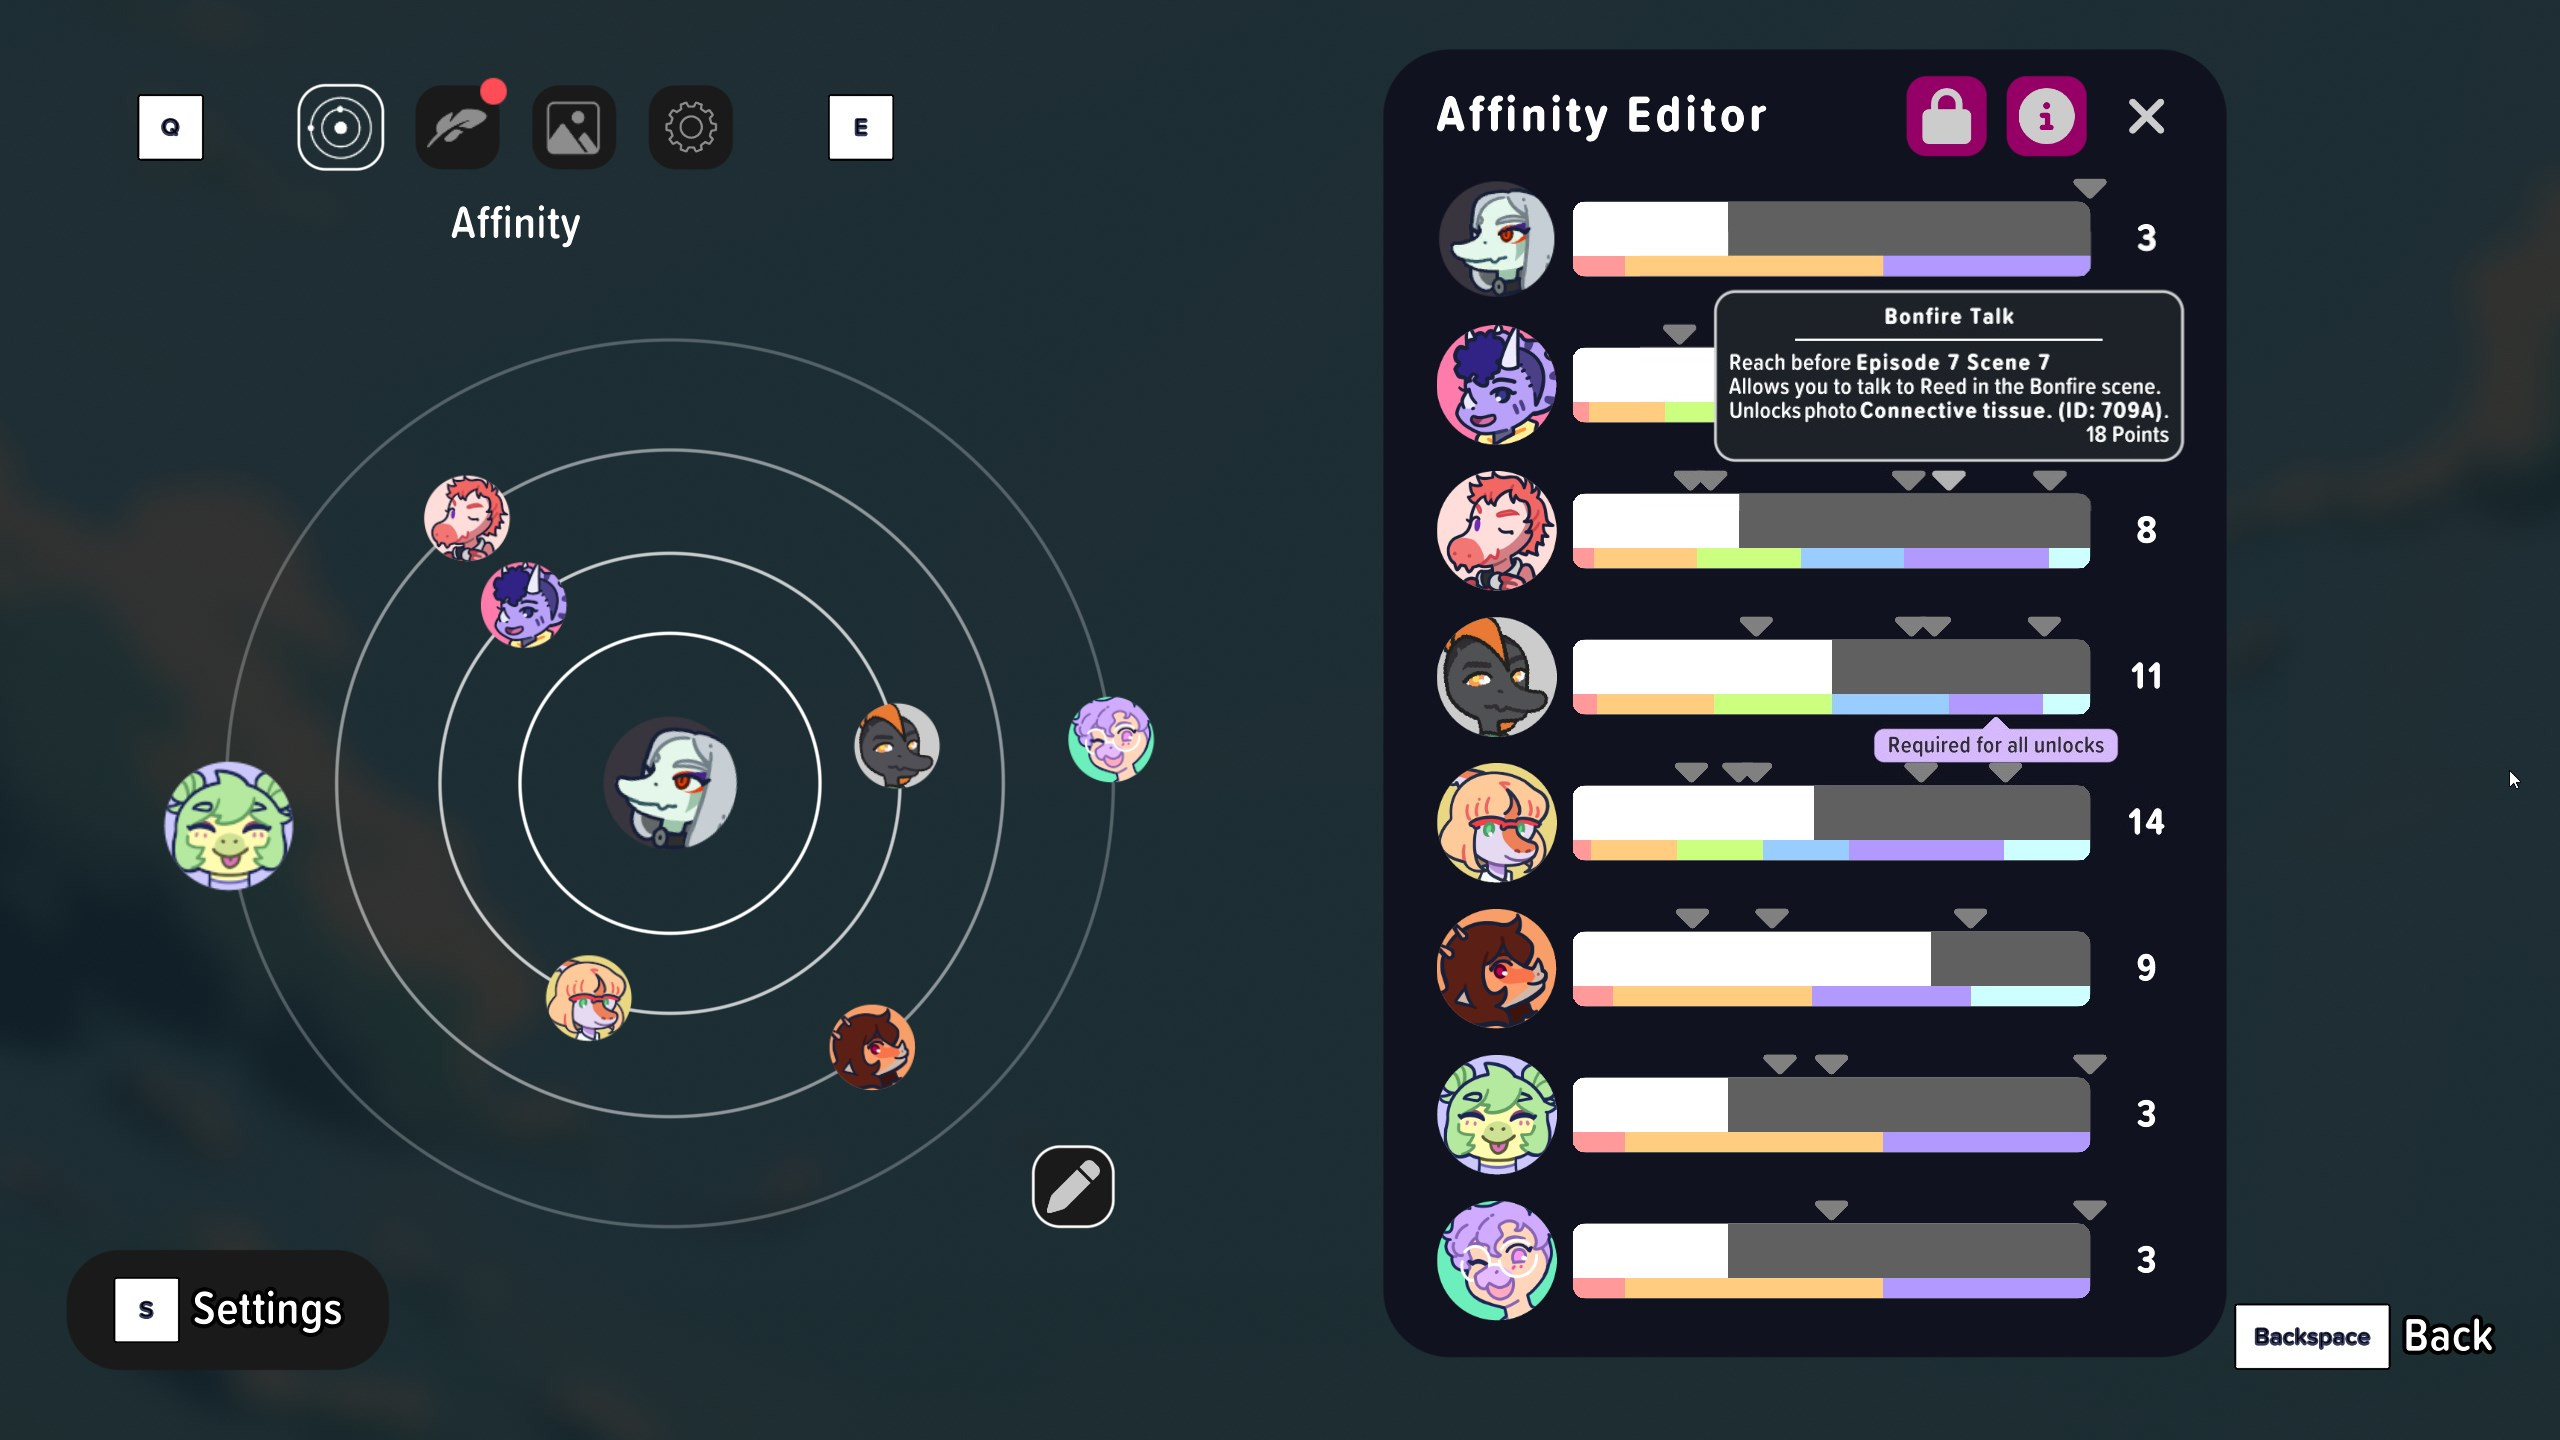 Q
E
Affinity
Affinity Editor
3
Bonfire Talk
Reach before Episode 7 Scene 7
Allows you to talk to Reed in the Bonfire scene.
Unlocks photo Connective tissue. (ID: 709A).
18 Points
8
11
Required for all unlocks
14
9
3
3
S Settings
Backspace Back